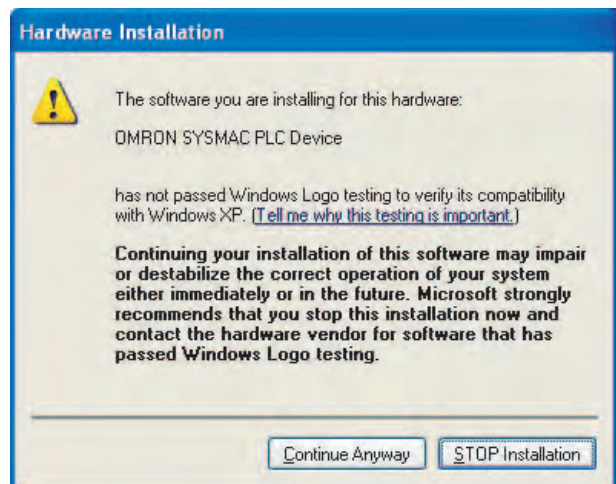 Hardware Installation
The software you are installing for this hardware:
OMRON SYSMAC PLC Device
has not passed Windows Logo testing to verify its compatibility
with Windows XP. (Tell me why this testing is important.)
Continuing your installation of this software may impair
or destabilize the correct operation of your system
either immediately or in the future. Microsoft strongly
recommends that you stop this installation now and
contact the hardware vendor for software that has
passed Windows Logo testing.
Continue Anyway
STOP Installation